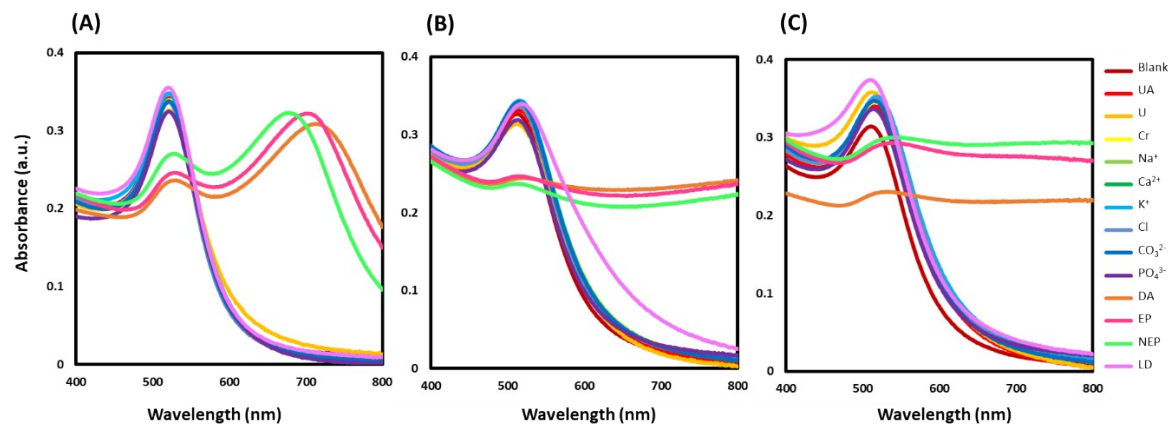 (A)
(B)
(C)
Absorbance (a.u.)
0.4
0.3
0.2
0.1
0
400
500
600
700
800
Wavelength (nm)
0.4
0.3
0.2
0.1
0
400
500
600
700
800
Wavelength (nm)
0.4
0.3
0.2
0.1
0
400
500
600
700
800
Wavelength (nm)
Blank
UA
U
Cr
Na⁺
Ca²⁺
K⁺
Cl
CO₃²⁻
PO₄³⁻
DA
EP
NEP
LD